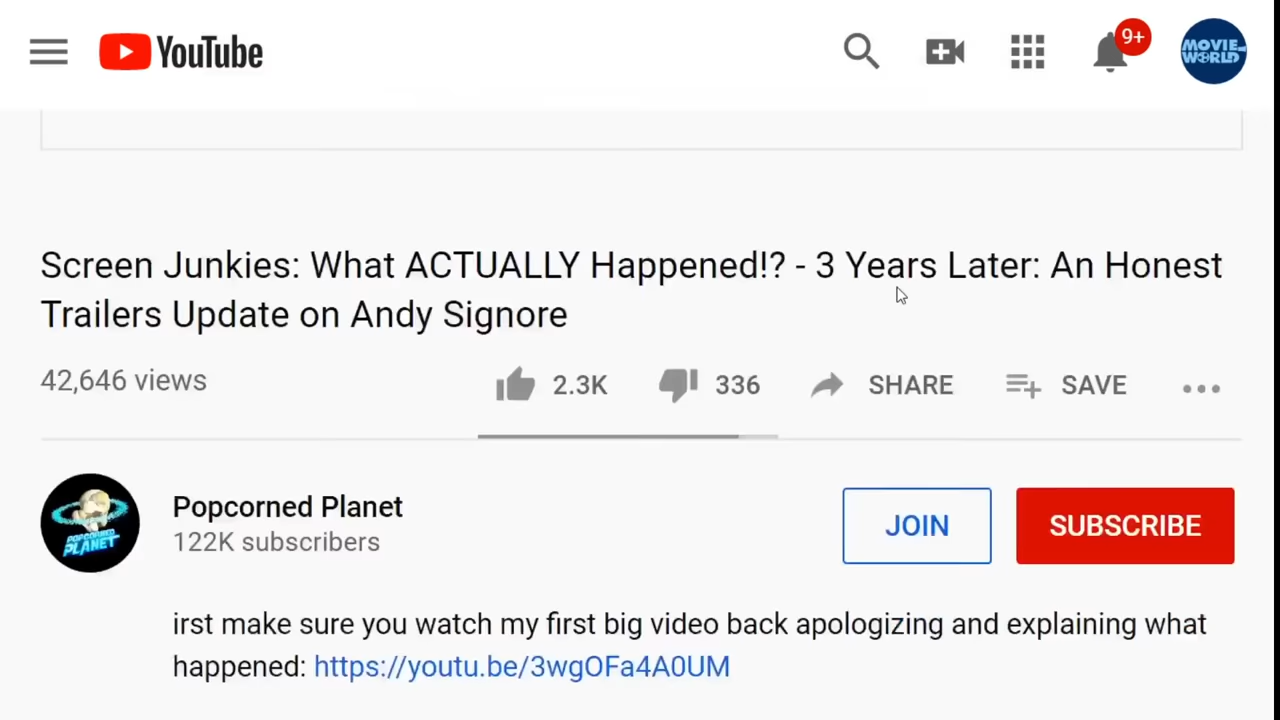 YouTube
9+
MOVIE
WORLD
Screen Junkies: What ACTUALLY Happened!? - 3 Years Later: An Honest
Trailers Update on Andy Signore
42,646 views
2.3K
336
SHARE
SAVE
Popcorned Planet
122K subscribers
JOIN
SUBSCRIBE
POPCORNED
PLANET
irst make sure you watch my first big video back apologizing and explaining what
happened: https://youtu.be/3wgOFa4A0UM